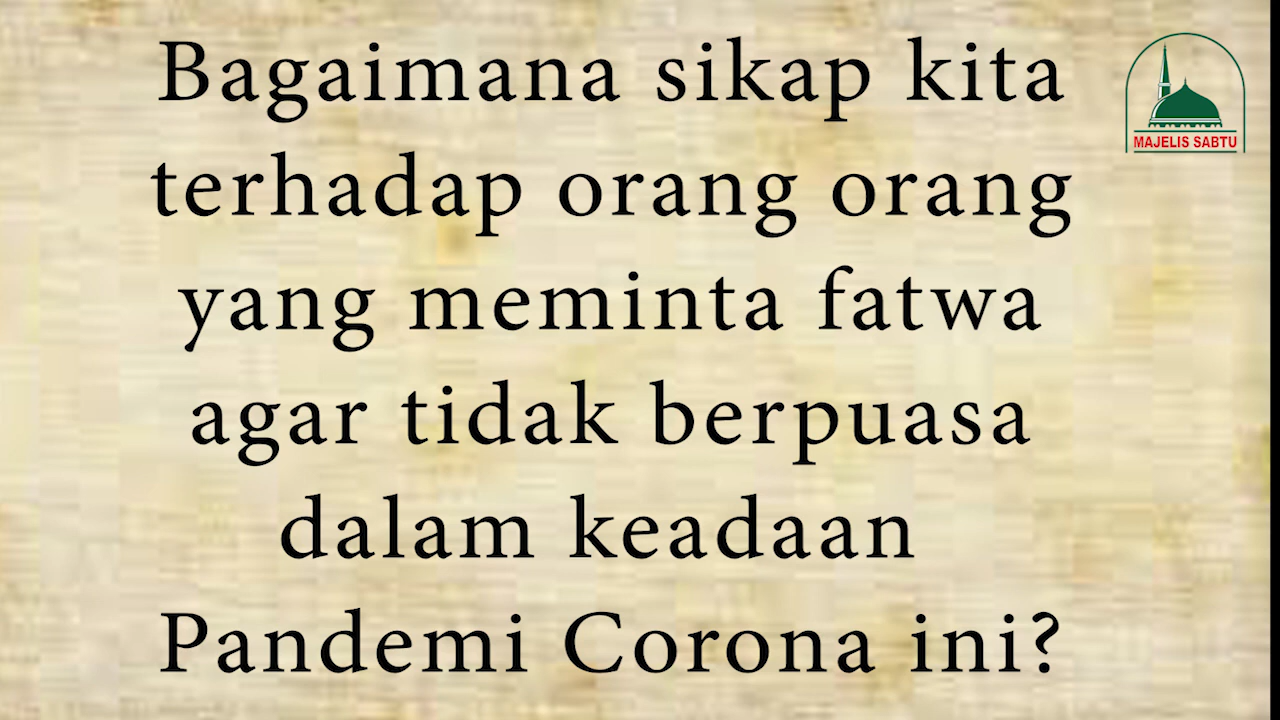 Bagaimana sikap kita
terhadap orang orang
yang meminta fatwa
agar tidak berpuasa
dalam keadaan
Pandemi Corona ini?
MAJELIS SABTU